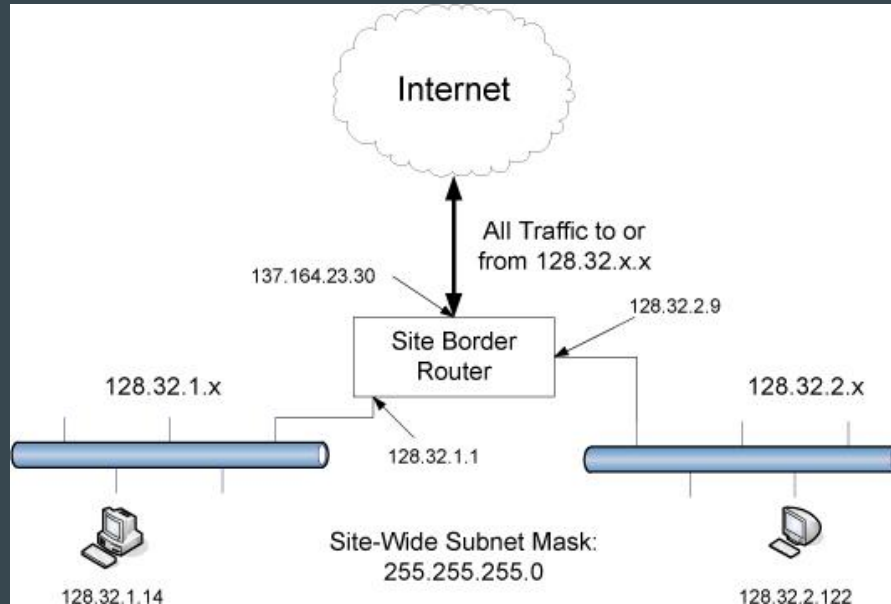 Internet
All Traffic to or
from 128.32.x.x
137.164.23.30
128.32.2.9
Site Border
Router
128.32.1.x
128.32.2.x
128.32.1.1
Site-Wide Subnet Mask:
255.255.255.0
128.32.1.14
128.32.2.122